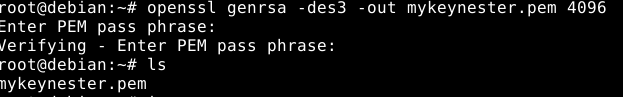 root@debian:~# openssl genrsa -des3 -out mykeynester.pem 4096
Enter PEM pass phrase:
Verifying - Enter PEM pass phrase:
root@debian:~# ls
mykeynester.pem